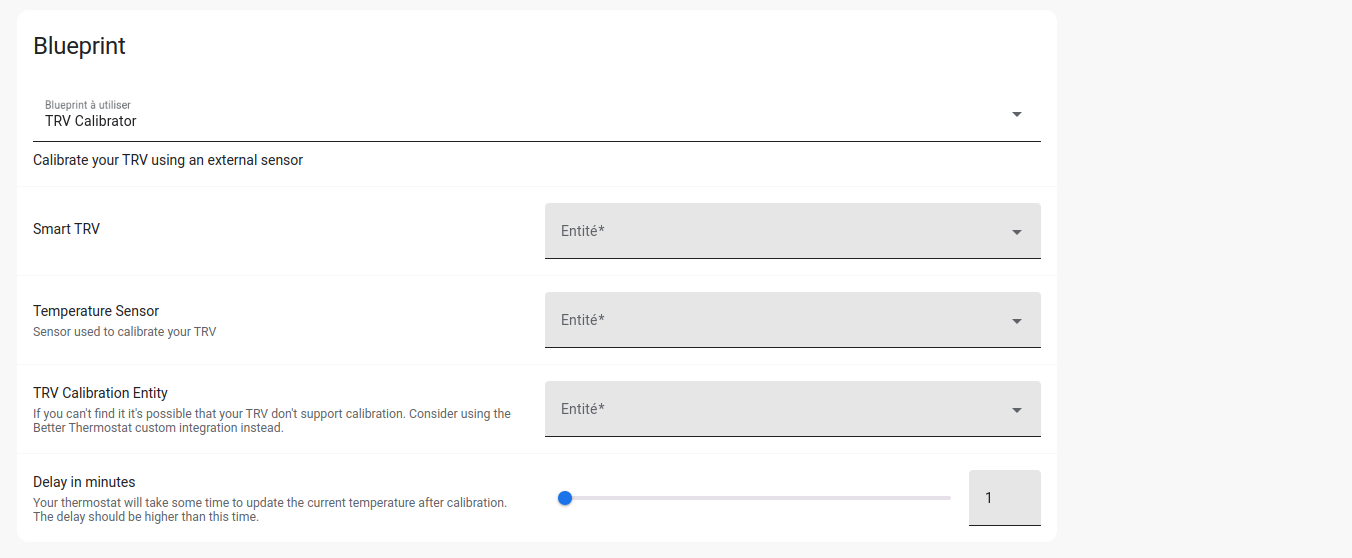 Blueprint
Blueprint à utiliser
TRV Calibrator
Calibrate your TRV using an external sensor
Smart TRV
Entité*
Temperature Sensor
Sensor used to calibrate your TRV
Entité*
TRV Calibration Entity
If you can't find it it's possible that your TRV don't support calibration. Consider using the
Better Thermostat custom integration instead.
Entité*
Delay in minutes
Your thermostat will take some time to update the current temperature after calibration.
The delay should be higher than this time.
1